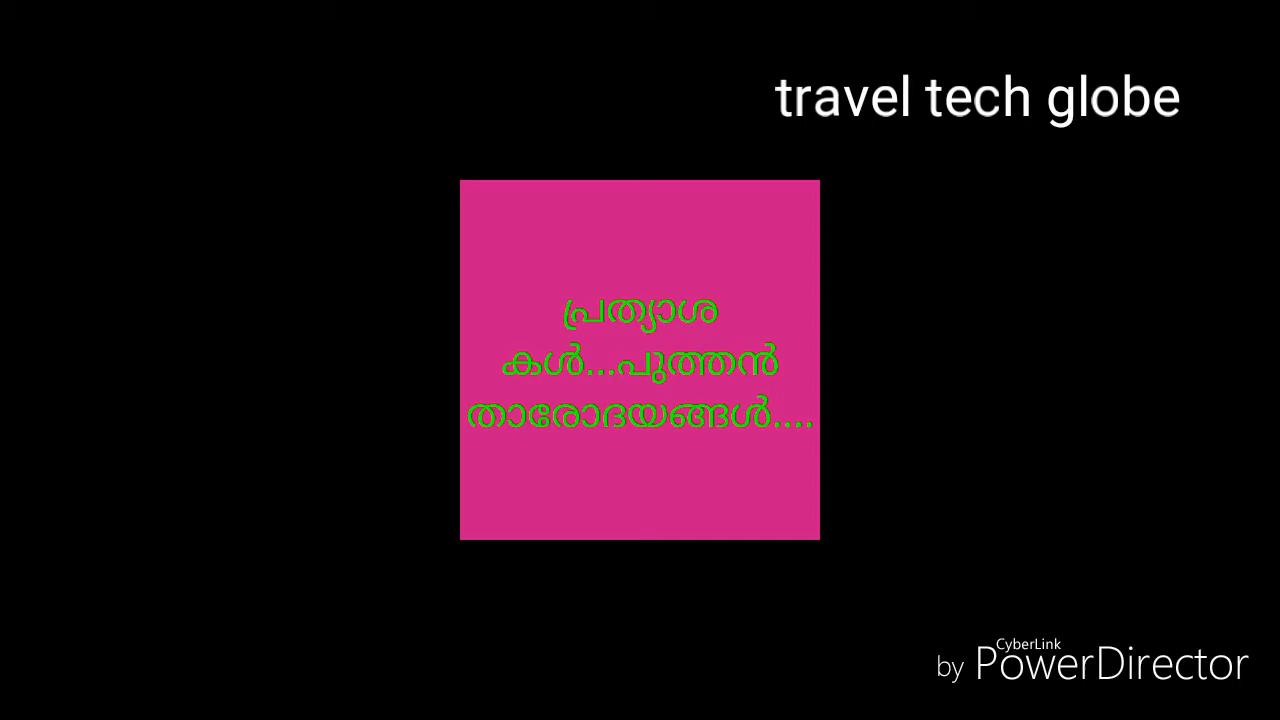 travel tech globe
പ്രത്യാശ
കൾ...പുത്തൻ
താരോദയങ്ങൾ....
CyberLink
by PowerDirector